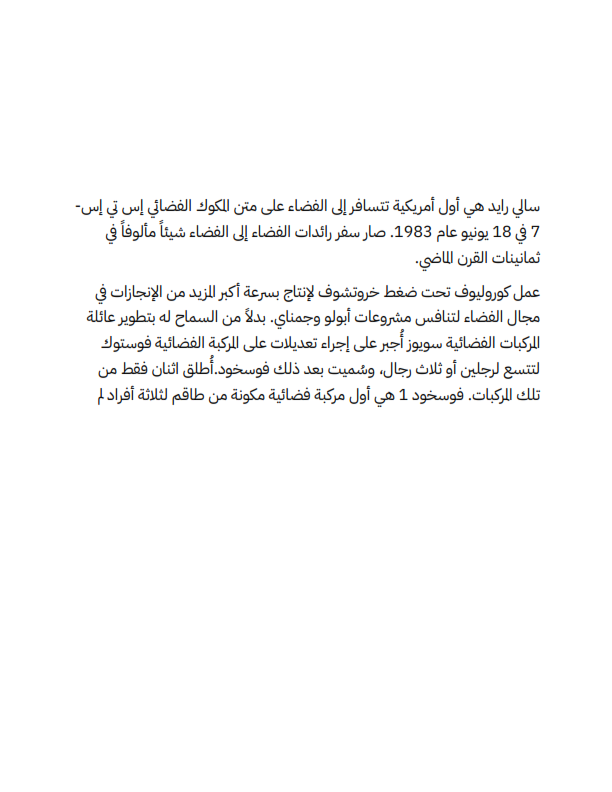 سالي رايد هي أول أمريكية تتسافر إلى الفضاء على متن المكوك الفضائي إس تي إس-
7 في 18 يونيو عام 1983. صار سفر رائدات الفضاء إلى الفضاء شيئاً مألوفاً في
ثمانينات القرن الماضي.
عمل كوروليوف تحت ضغط خروتشوف لإنتاج بسرعة أكبر المزيد من الإنجازات في
مجال الفضاء لتنافس مشروعات أبولو وجمناي. بدلاً من السماح له بتطوير عائلة
المركبات الفضائية سويوز أُجبر على إجراء تعديلات على المركبة الفضائية فوستوك
لتتسع لرجلين أو ثلاث رجال، وسُميت بعد ذلك فوسخود.أُطلق اثنان فقط من
تلك المركبات. فوسخود 1 هي أول مركبة فضائية مكونة من طاقم لثلاثة أفراد لم